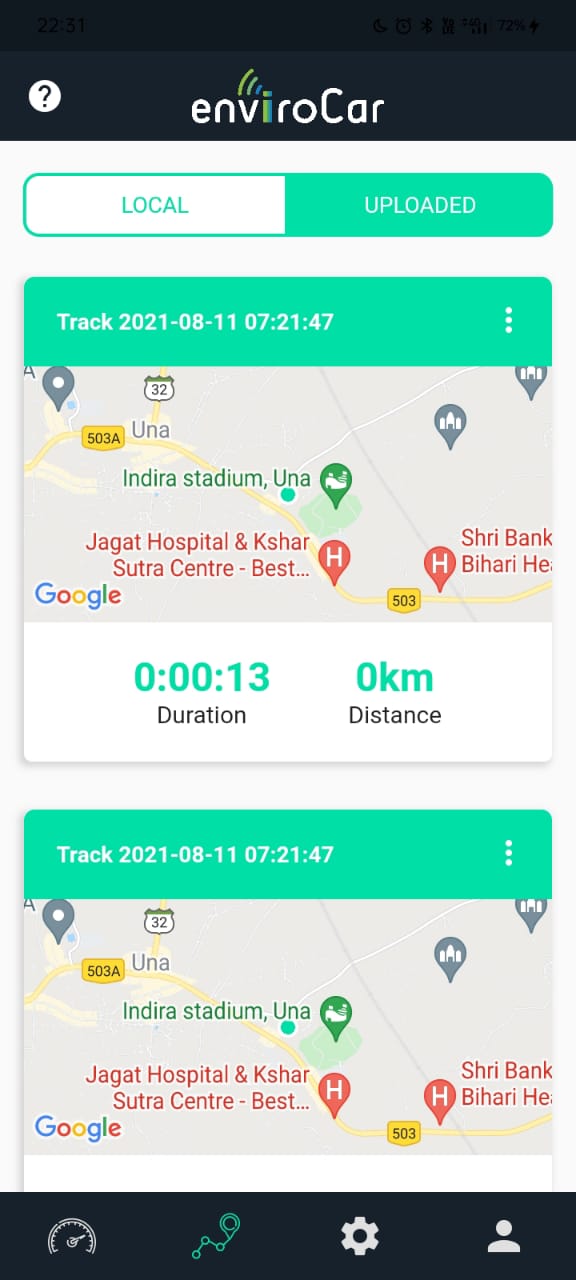 22:31
72%
enviroCar
LOCAL
UPLOADED
Track 2021-08-11 07:21:47
32
503A
Una
Indira stadium, Una
Jagat Hospital & Kshar
Sutra Centre - Best...
H
H
Shri Bank
Bihari He
503
Google
0:00:13
0km
Duration
Distance
Track 2021-08-11 07:21:47
32
503A
Una
Indira stadium, Una
Jagat Hospital & Kshar
Sutra Centre - Best...
H
H
Shri Bank
Bihari He
503
Google